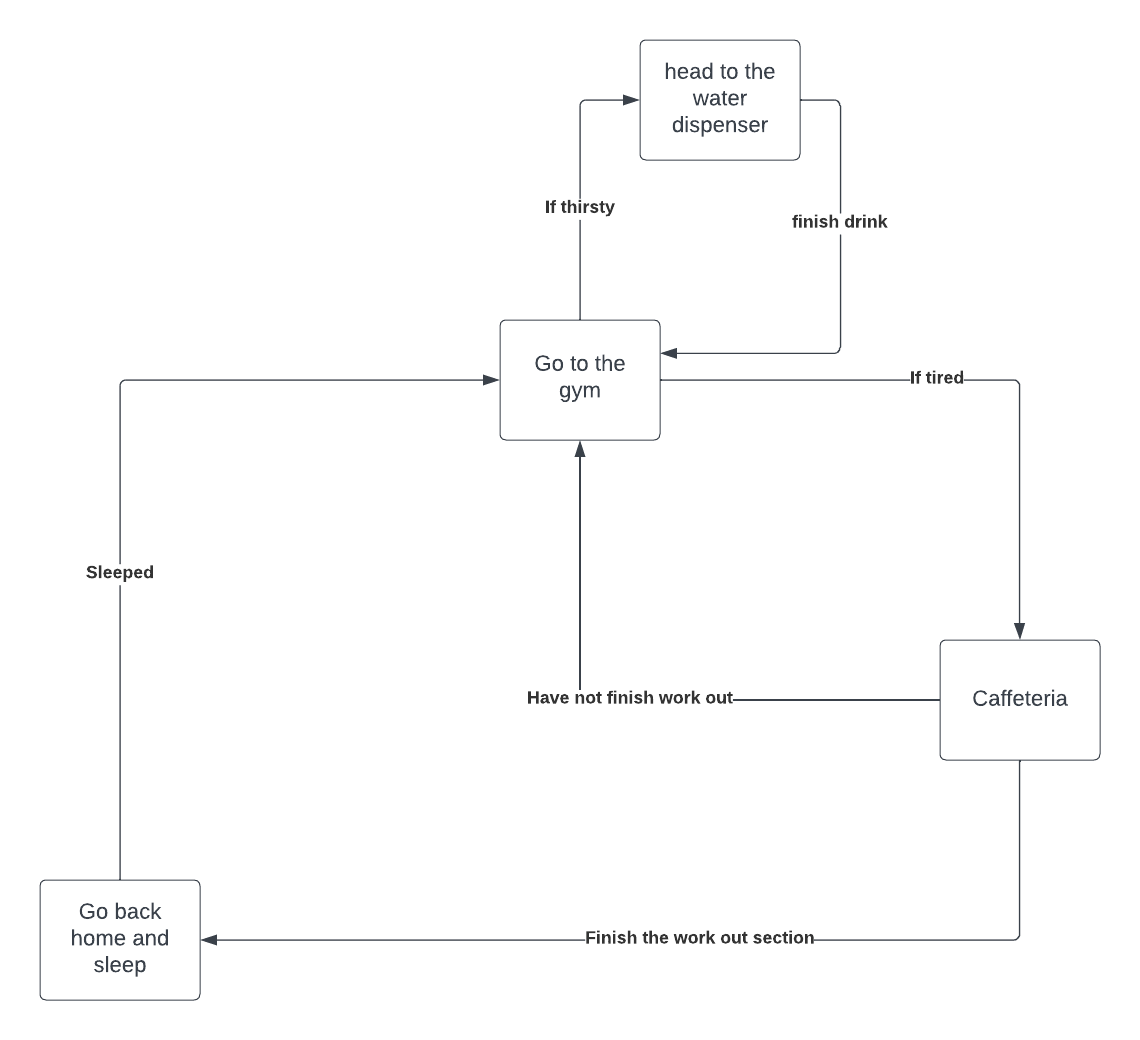 head to the
water
dispenser
If thirsty
finish drink
Go to the
gym
If tired
Sleeped
Have not finish work out
Caffeteria
Go back
home and
sleep
Finish the work out section